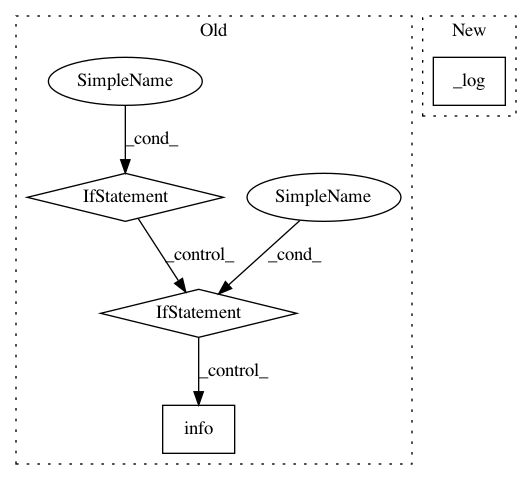 Old
New
SimpleName
_log
_cond_
IfStatement
SimpleName
_control_
_cond_
IfStatement
_control_
info